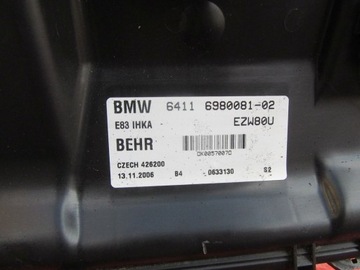 BMW 6411 6980081-02
E83 IHKA EZW80U
BEHR
CZECH 426200
13.11.2006 B4 0633130 S2